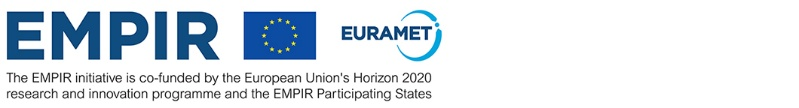 EMPIR EURAMET
The EMPIR initiative is co-funded by the European Union's Horizon 2020
research and innovation programme and the EMPIR Participating States